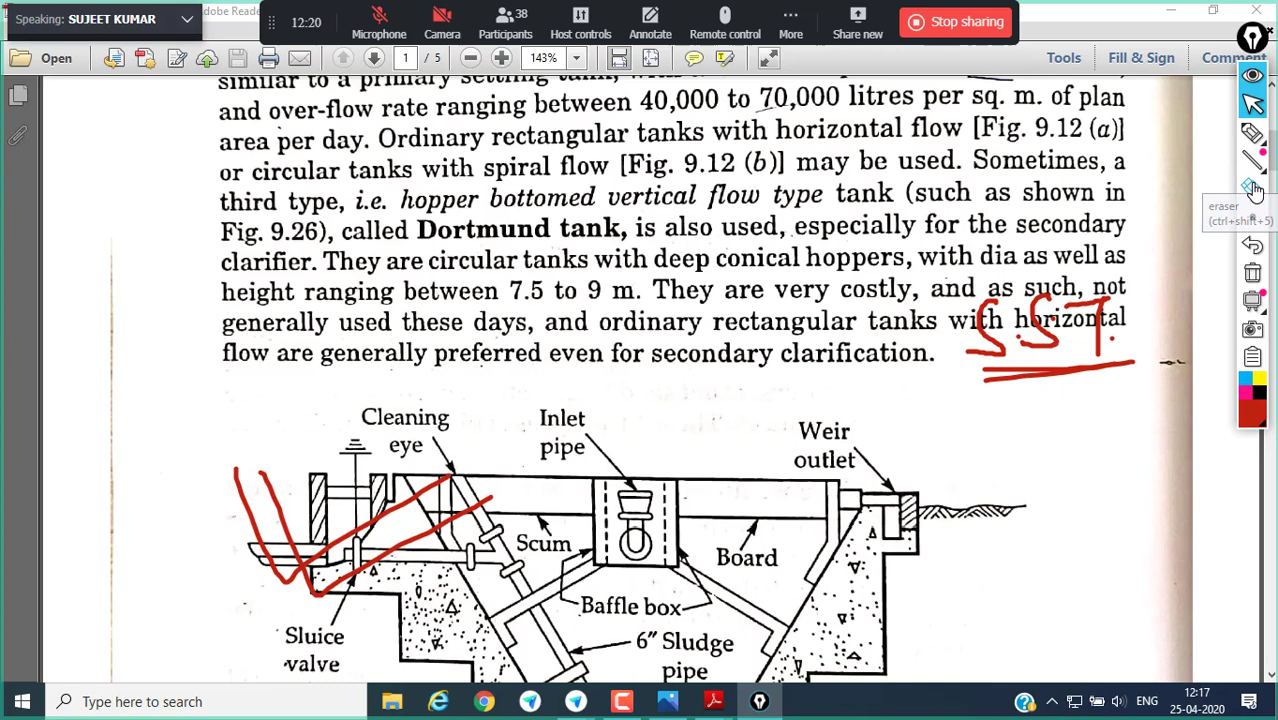 Speaking: SUJEET KUMAR
12:20
Microphone
Camera
38
Participants
Host controls
Annotate
Remote control
More
Share new
Stop sharing
Open
1
/ 5
143%
Tools
Fill & Sign
Comment
and over-flow rate ranging between 40,000 to 70,000 litres per sq. m. of plan
area per day. Ordinary rectangular tanks with horizontal flow [Fig. 9.12 (a)]
or circular tanks with spiral flow [Fig. 9.12 (b)] may be used. Sometimes, a
third type, i.e. hopper bottomed vertical flow type tank (such as shown in
Fig. 9.26), called Dortmund tank, is also used, especially for the secondary
clarifier. They are circular tanks with deep conical hoppers, with dia as well as
height ranging between 7.5 to 9 m. They are very costly, and as such, not
generally used these days, and ordinary rectangular tanks with horizontal
flow are generally preferred even for secondary clarification.
S.S.T.
eraser
(ctrl+shift+5)
Cleaning
eye
Inlet
pipe
Weir
outlet
Scum
Board
Baffle box
Sluice
valve
6" Sludge
pipe
Type here to search
ENG
12:17
25-04-2020